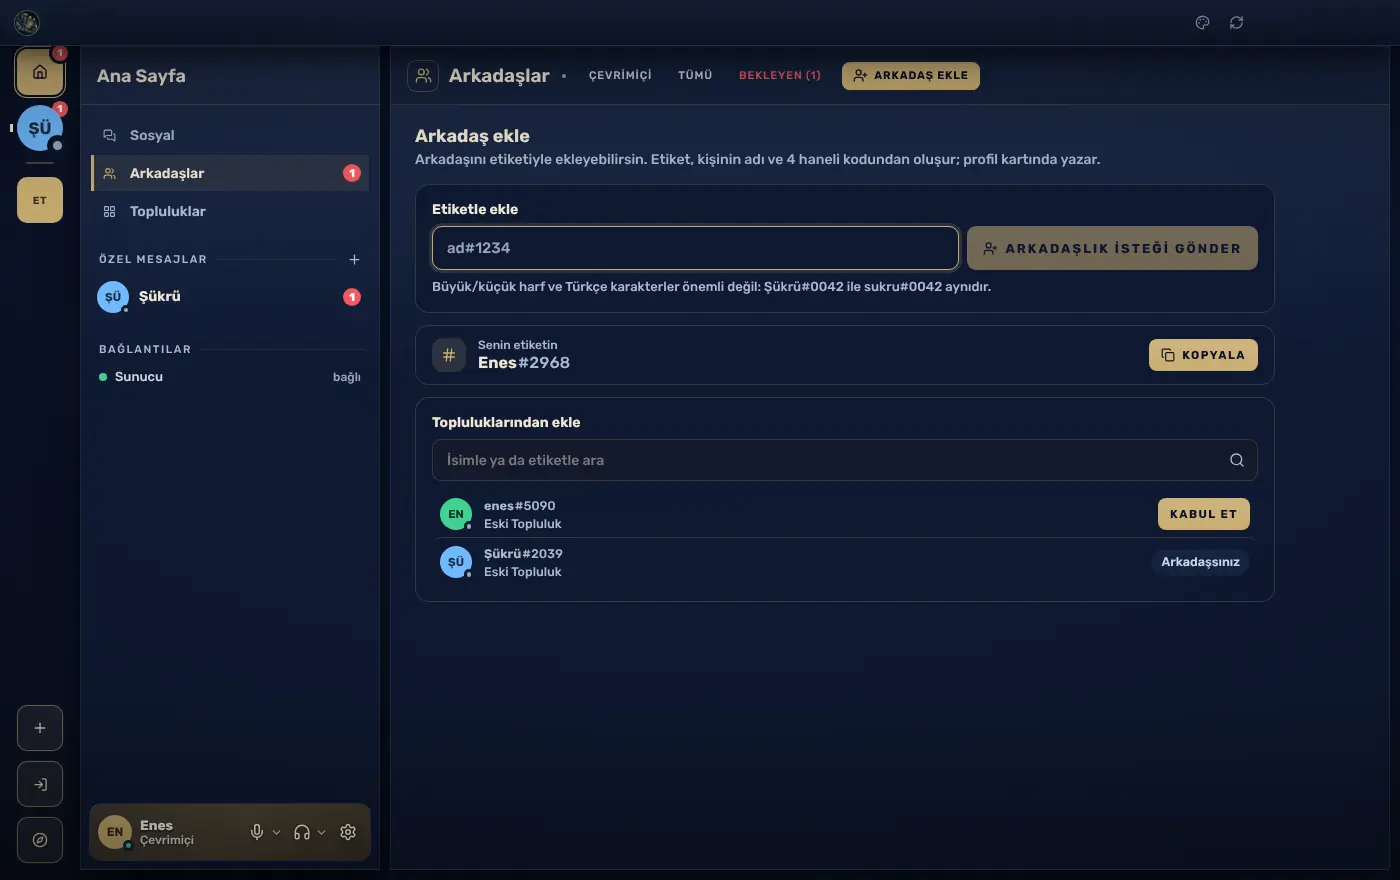 1
Ana Sayfa
Arkadaşlar
ÇEVRİMİÇİ
TÜMÜ
BEKLEYEN (1)
ARKADAŞ EKLE
1
ŞÜ
ET
Sosyal
Arkadaşlar
1
Topluluklar
ÖZEL MESAJLAR
ŞÜ
Şükrü
1
BAĞLANTILAR
Sunucu
bağlı
Arkadaş ekle
Arkadaşını etiketiyle ekleyebilirsin. Etiket, kişinin adı ve 4 haneli kodundan oluşur; profil kartında yazar.
Etiketle ekle
ad#1234
ARKADAŞLIK İSTEĞİ GÖNDER
Büyük/küçük harf ve Türkçe karakterler önemli değil: Şükrü#0042 ile sukru#0042 aynıdır.
#
Senin etiketin
Enes#2968
KOPYALA
Topluluklarından ekle
İsimle ya da etiketle ara
EN
enes#5090
Eski Topluluk
KABUL ET
ŞÜ
Şükrü#2039
Eski Topluluk
Arkadaşsınız
EN
Enes
Çevrimiçi